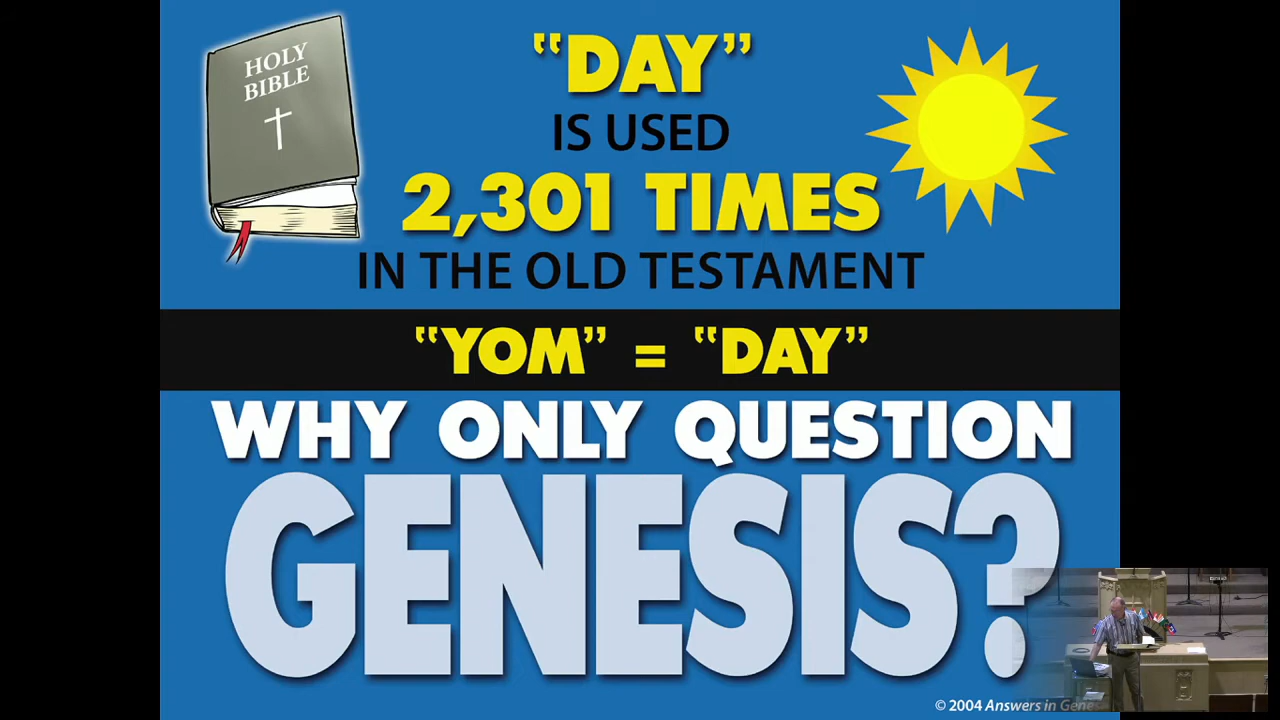 HOLY
BIBLE
“DAY”
IS USED
2,301 TIMES
IN THE OLD TESTAMENT
“YOM” = “DAY”
WHY ONLY QUESTION
GENESIS?
© 2004 Answers in Genes